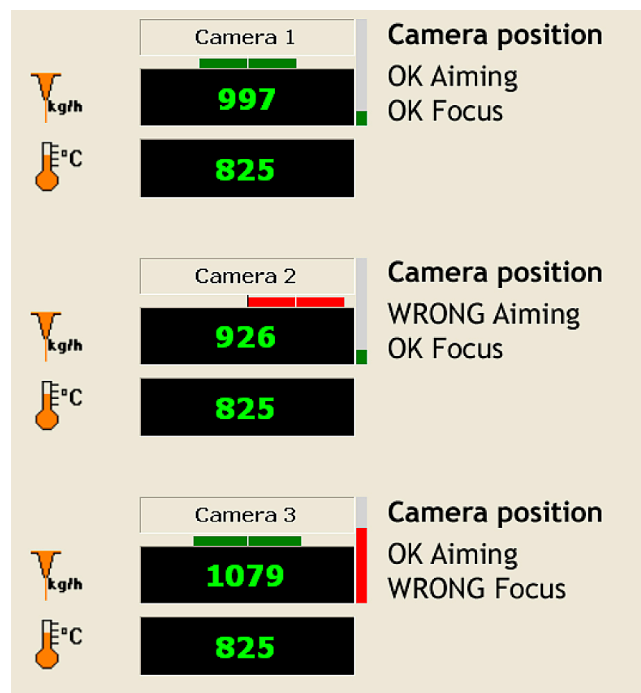 Camera 1
Camera position
OK Aiming
kg/h
997
OK Focus
°C
825
Camera 2
Camera position
WRONG Aiming
kg/h
926
OK Focus
°C
825
Camera 3
Camera position
OK Aiming
kg/h
1079
WRONG Focus
°C
825